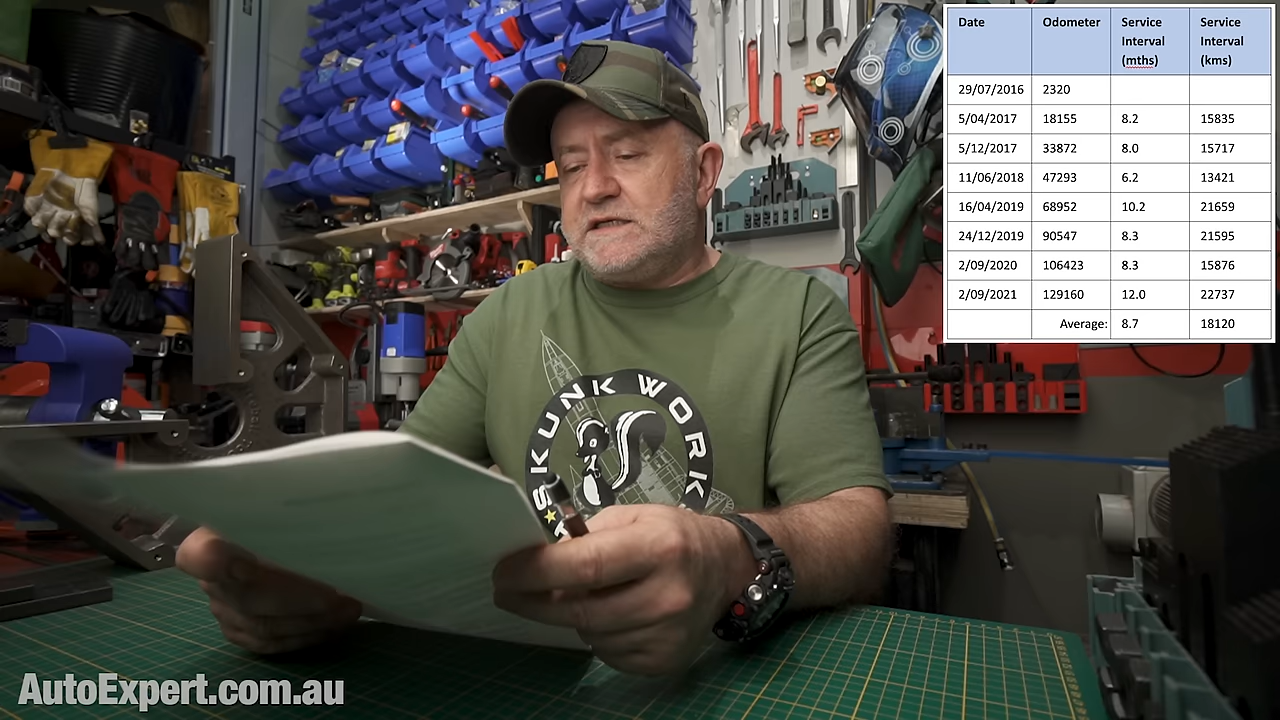 Date Odometer Service Interval (mths) Service Interval (kms)
29/07/2016 2320
5/04/2017 18155 8.2 15835
5/12/2017 33872 8.0 15717
11/06/2018 47293 6.2 13421
16/04/2019 68952 10.2 21659
24/12/2019 90547 8.3 21595
2/09/2020 106423 8.3 15876
2/09/2021 129160 12.0 22737
Average: 8.7 18120
SKUNK WORK
AutoExpert.com.au